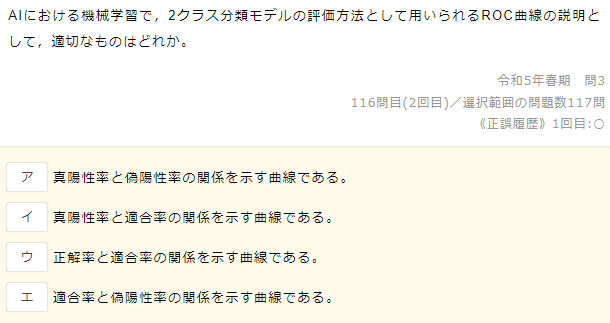 AIにおける機械学習で，2クラス分類モデルの評価方法として用いられるROC曲線の説明と
して，適切なものはどれか。
令和5年春期　問3
116問目(2回目)／選択範囲の問題数117問
《正誤履歴》1回目:○
ア 真陽性率と偽陽性率の関係を示す曲線である。
イ 真陽性率と適合率の関係を示す曲線である。
ウ 正解率と適合率の関係を示す曲線である。
エ 適合率と偽陽性率の関係を示す曲線である。